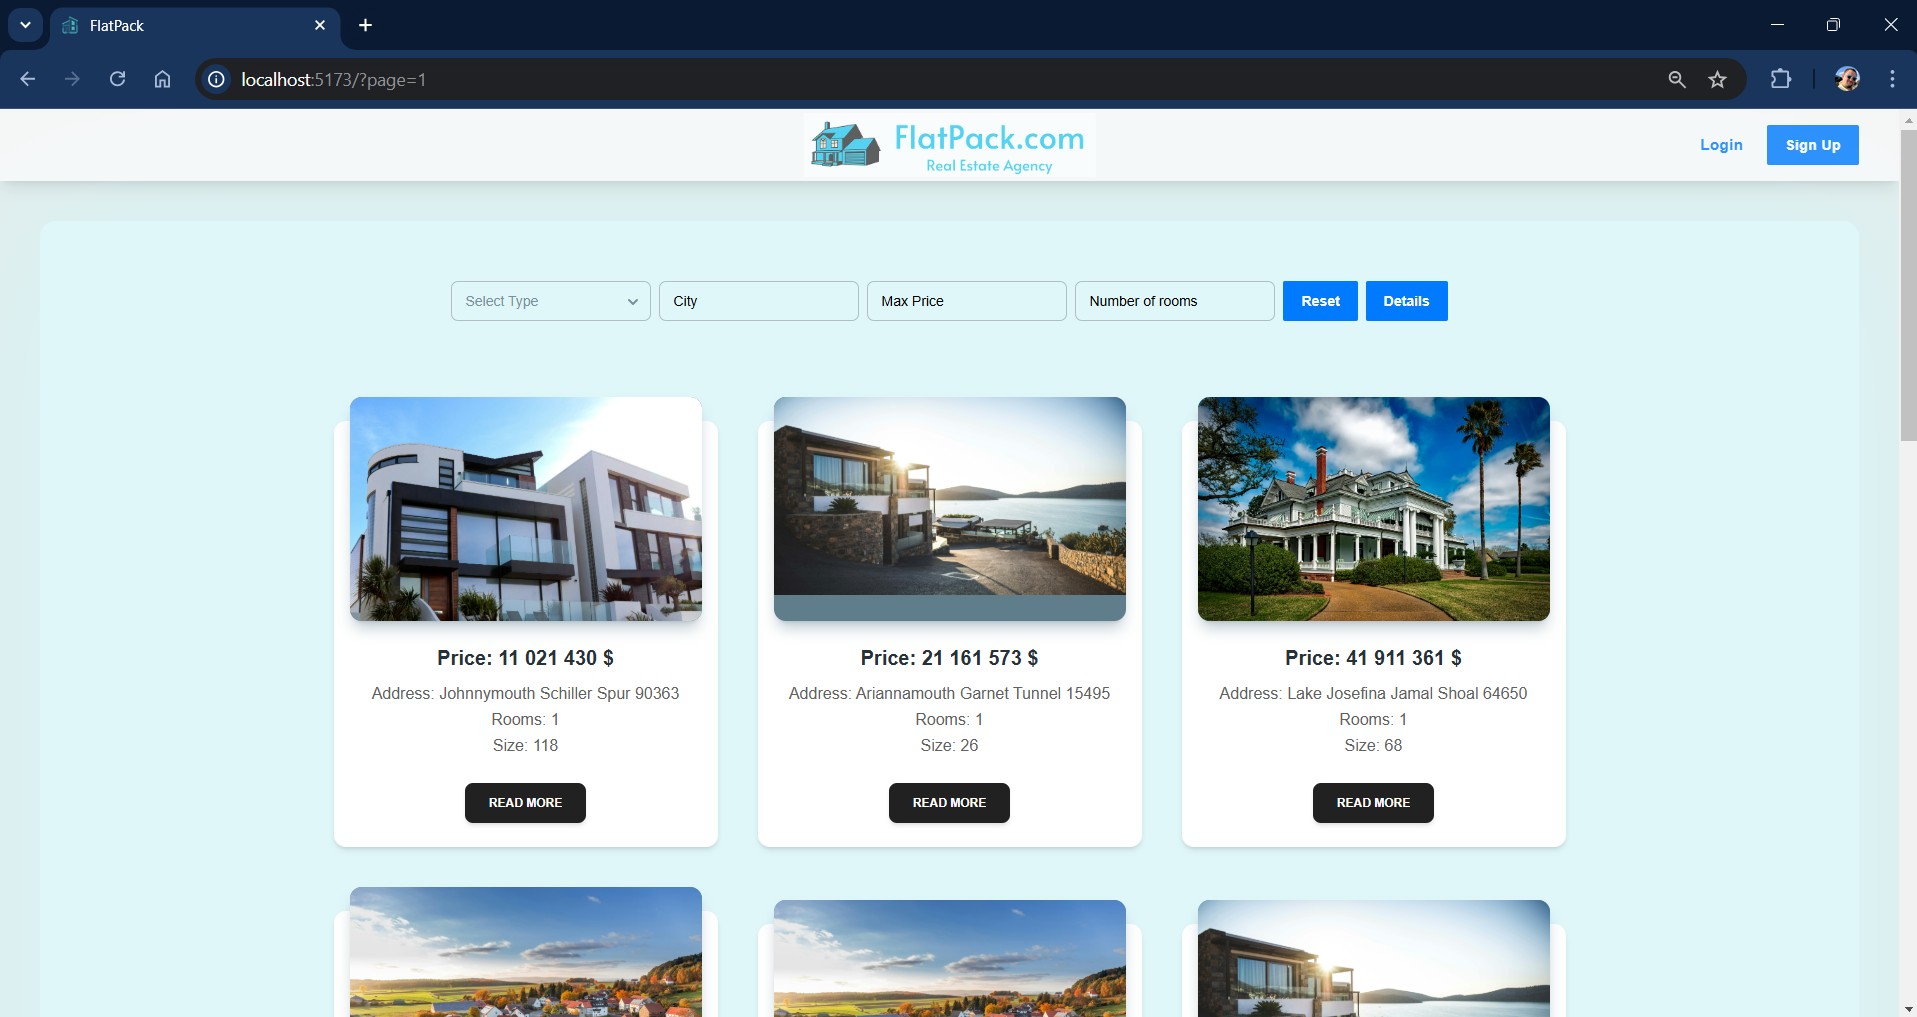 FlatPack
localhost:5173/?page=1
FlatPack.com
Real Estate Agency
Login
Sign Up
Select Type
City
Max Price
Number of rooms
Reset
Details
Price: 11 021 430 $
Address: Johnnymouth Schiller Spur 90363
Rooms: 1
Size: 118
READ MORE
Price: 21 161 573 $
Address: Ariannamouth Garnet Tunnel 15495
Rooms: 1
Size: 26
READ MORE
Price: 41 911 361 $
Address: Lake Josefina Jamal Shoal 64650
Rooms: 1
Size: 68
READ MORE